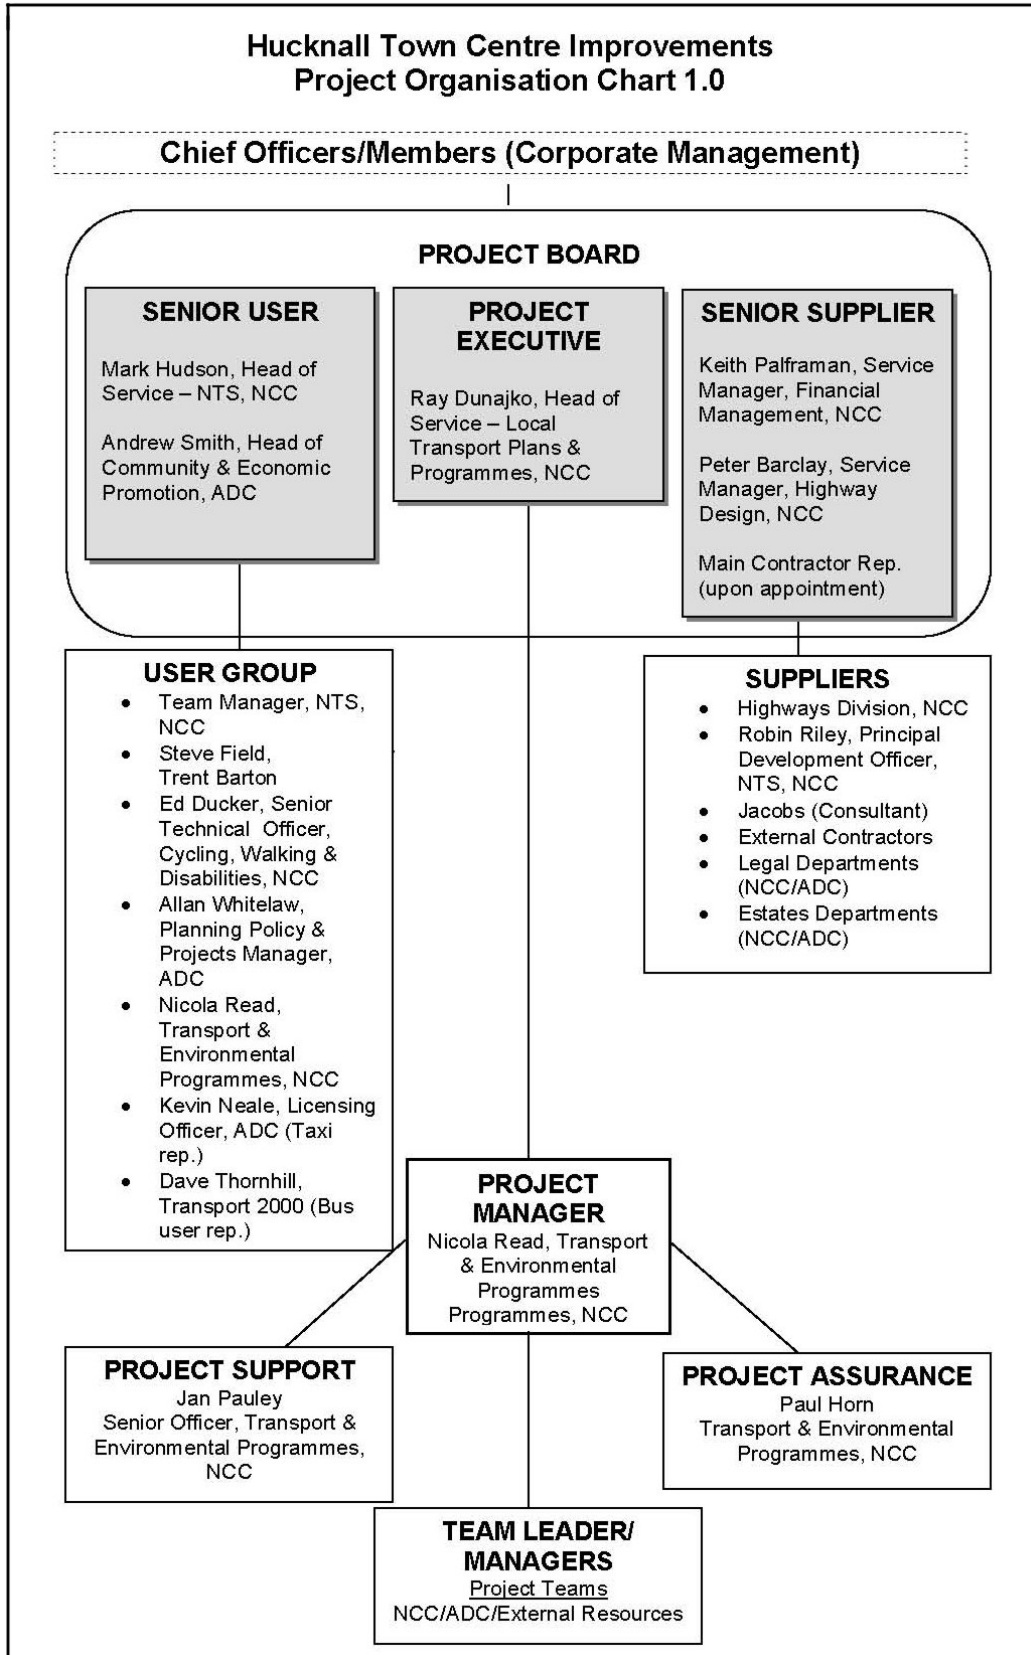 Hucknall Town Centre Improvements
Project Organisation Chart 1.0
Chief Officers/Members (Corporate Management)
PROJECT BOARD
SENIOR USER
Mark Hudson, Head of
Service – NTS, NCC
Andrew Smith, Head of
Community & Economic
Promotion, ADC
PROJECT
EXECUTIVE
Ray Dunajko, Head of
Service – Local
Transport Plans &
Programmes, NCC
SENIOR SUPPLIER
Keith Palframan, Service
Manager, Financial
Management, NCC
Peter Barclay, Service
Manager, Highway
Design, NCC
Main Contractor Rep.
(upon appointment)
USER GROUP
• Team Manager, NTS,
NCC
• Steve Field,
Trent Barton
• Ed Ducker, Senior
Technical Officer,
Cycling, Walking &
Disabilities, NCC
• Allan Whitelaw,
Planning Policy &
Projects Manager,
ADC
• Nicola Read,
Transport &
Environmental
Programmes, NCC
• Kevin Neale, Licensing
Officer, ADC (Taxi
rep.)
• Dave Thornhill,
Transport 2000 (Bus
user rep.)
SUPPLIERS
• Highways Division, NCC
• Robin Riley, Principal
Development Officer,
NTS, NCC
• Jacobs (Consultant)
• External Contractors
• Legal Departments
(NCC/ADC)
• Estates Departments
(NCC/ADC)
PROJECT
MANAGER
Nicola Read, Transport
& Environmental
Programmes
Programmes, NCC
PROJECT SUPPORT
Jan Pauley
Senior Officer, Transport &
Environmental Programmes,
NCC
PROJECT ASSURANCE
Paul Horn
Transport & Environmental
Programmes, NCC
TEAM LEADER/
MANAGERS
Project Teams
NCC/ADC/External Resources